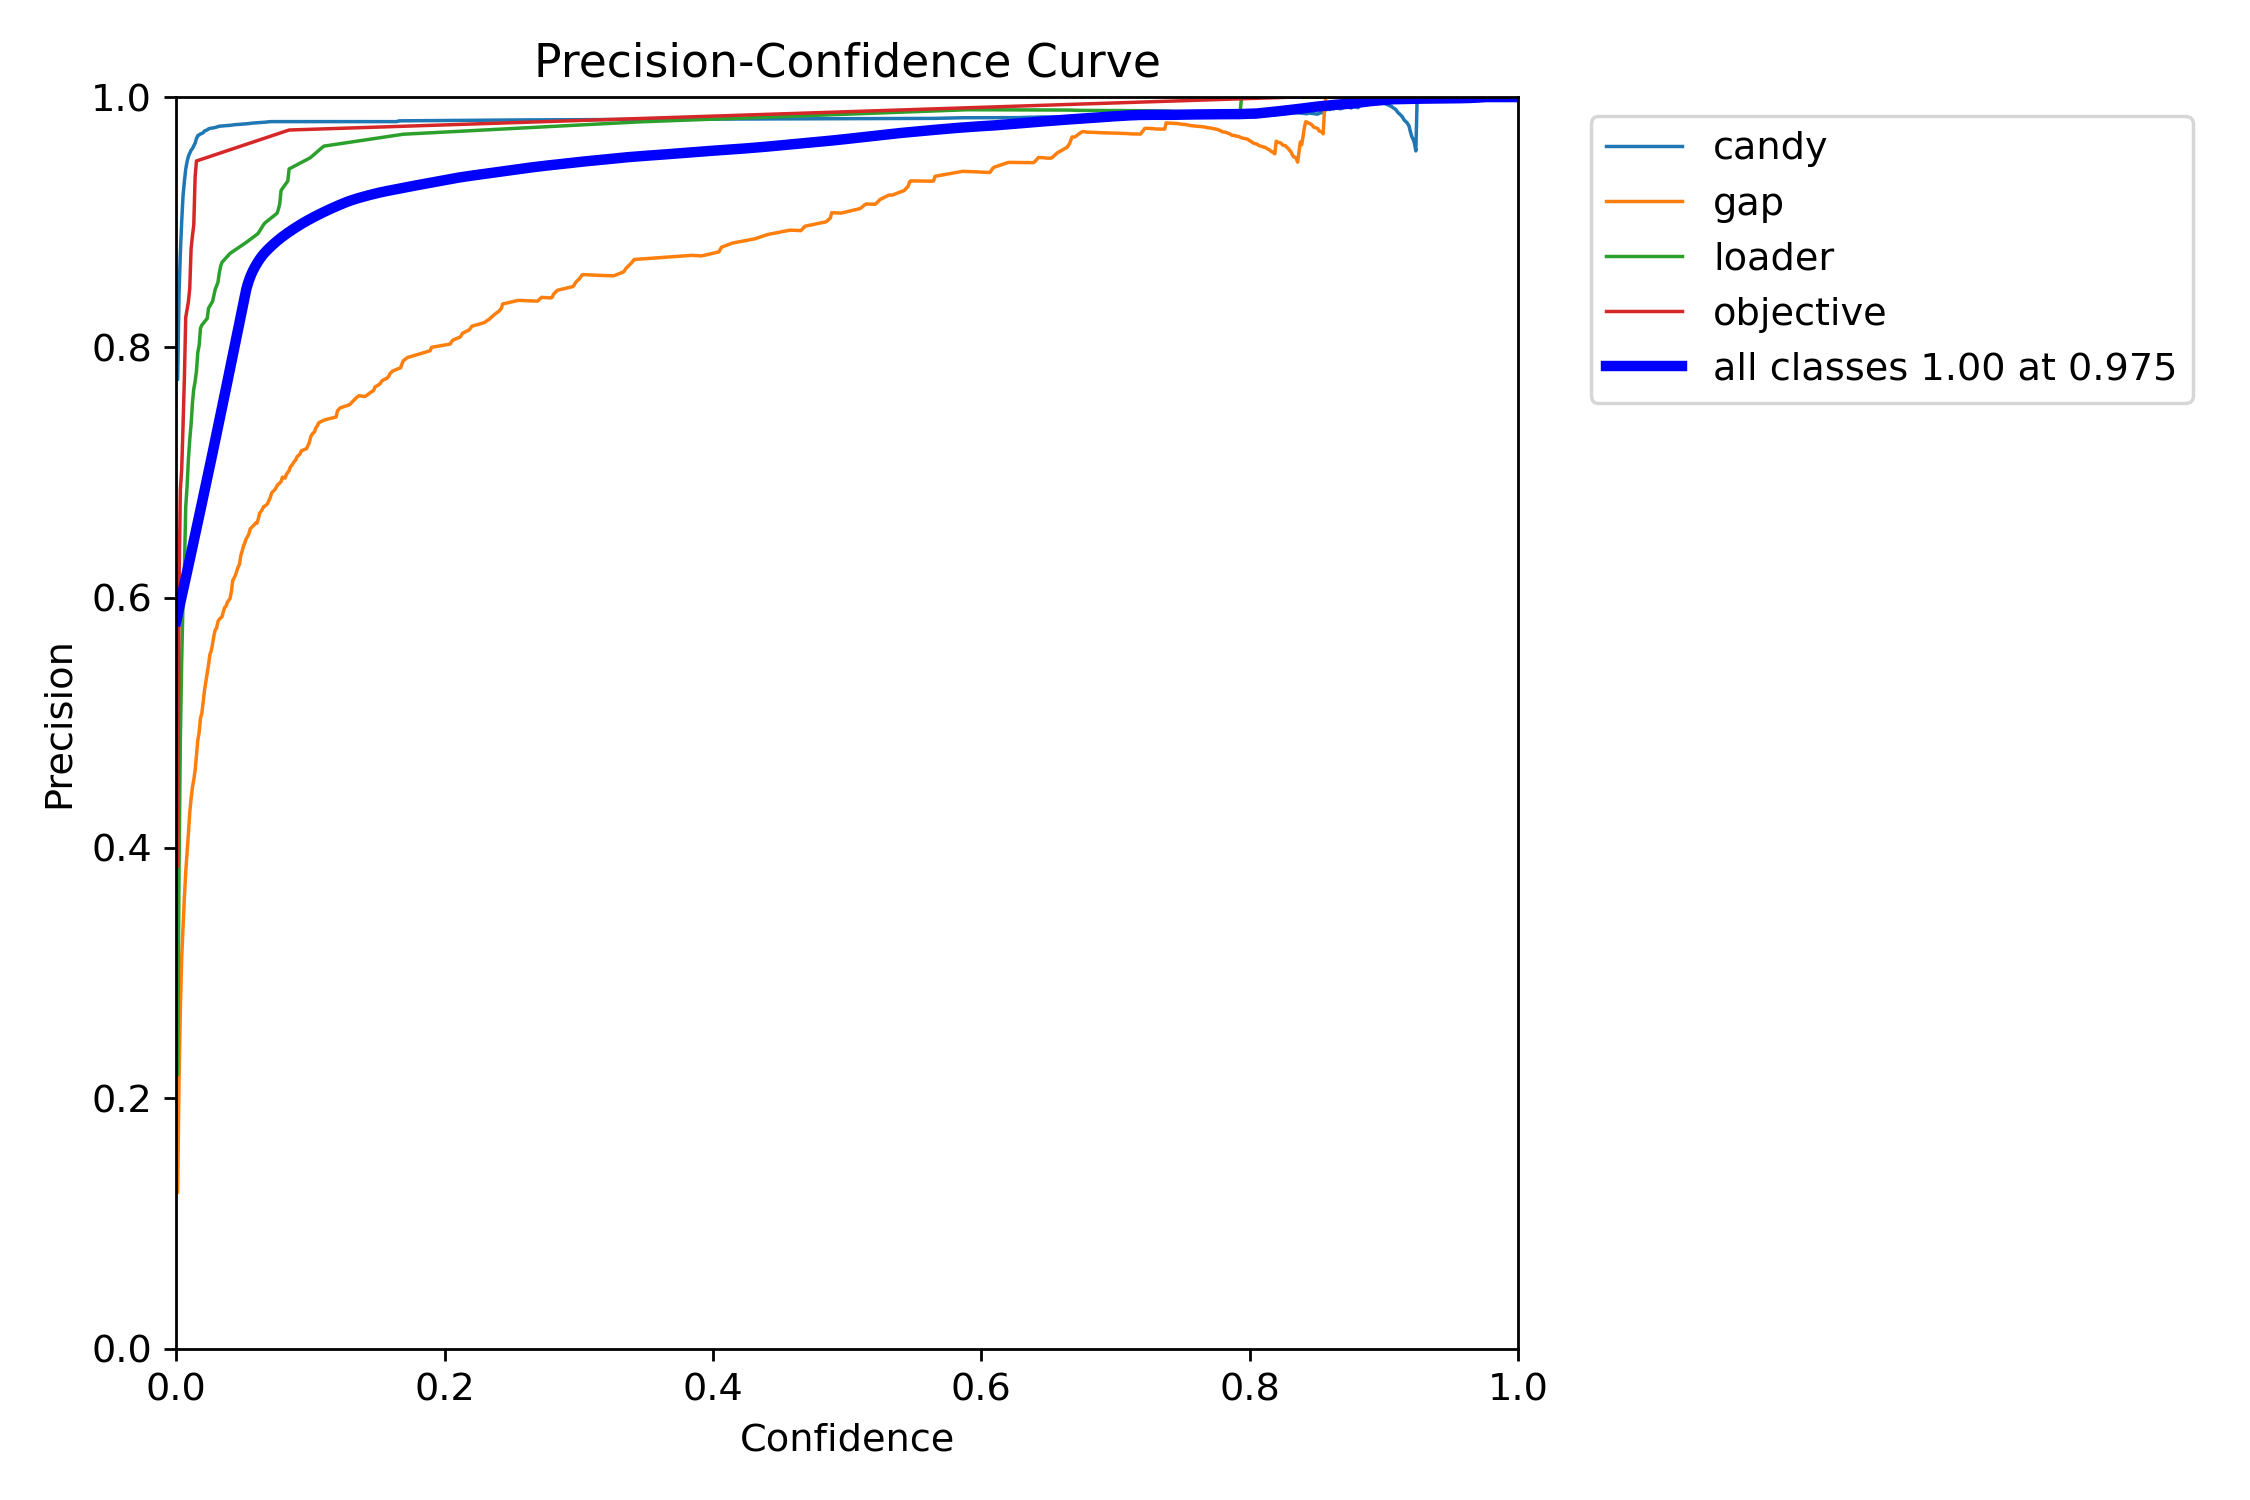 Precision-Confidence Curve
1.0
0.8
0.6
0.4
0.2
0.0
Precision
0.0 0.2 0.4 0.6 0.8 1.0
Confidence
candy
gap
loader
objective
all classes 1.00 at 0.975